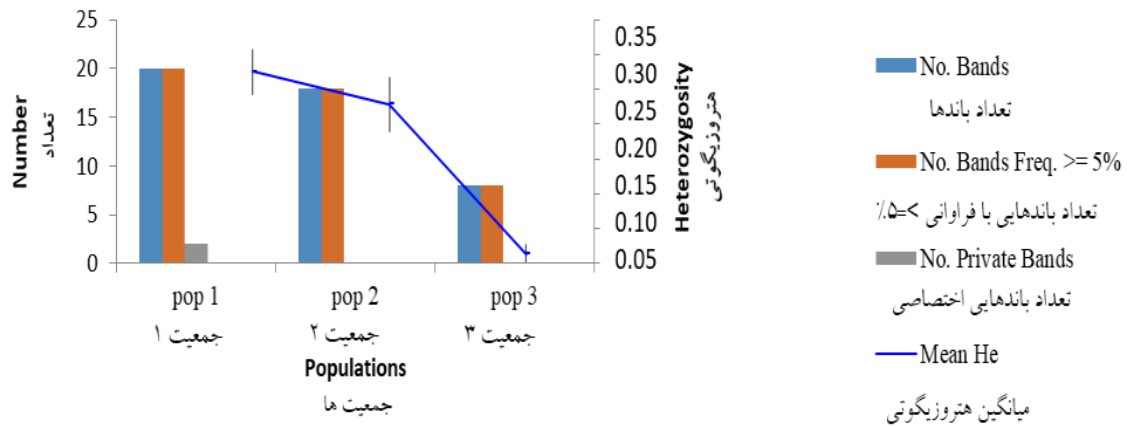 25
20
15
10
5
0
Number
تعداد
0.35
0.30
0.25
0.20
0.15
0.10
0.05
Heterozygosity
هتروزیگوتی
pop 1
pop 2
pop 3
جمعیت ۱
جمعیت ۲
جمعیت ۳
Populations
جمعیت ها
No. Bands
تعداد باندها
No. Bands Freq. >= 5%
تعداد باندهایی با فراوانی >=۵٪
No. Private Bands
تعداد باندهایی اختصاصی
Mean He
میانگین هتروزیگوتی